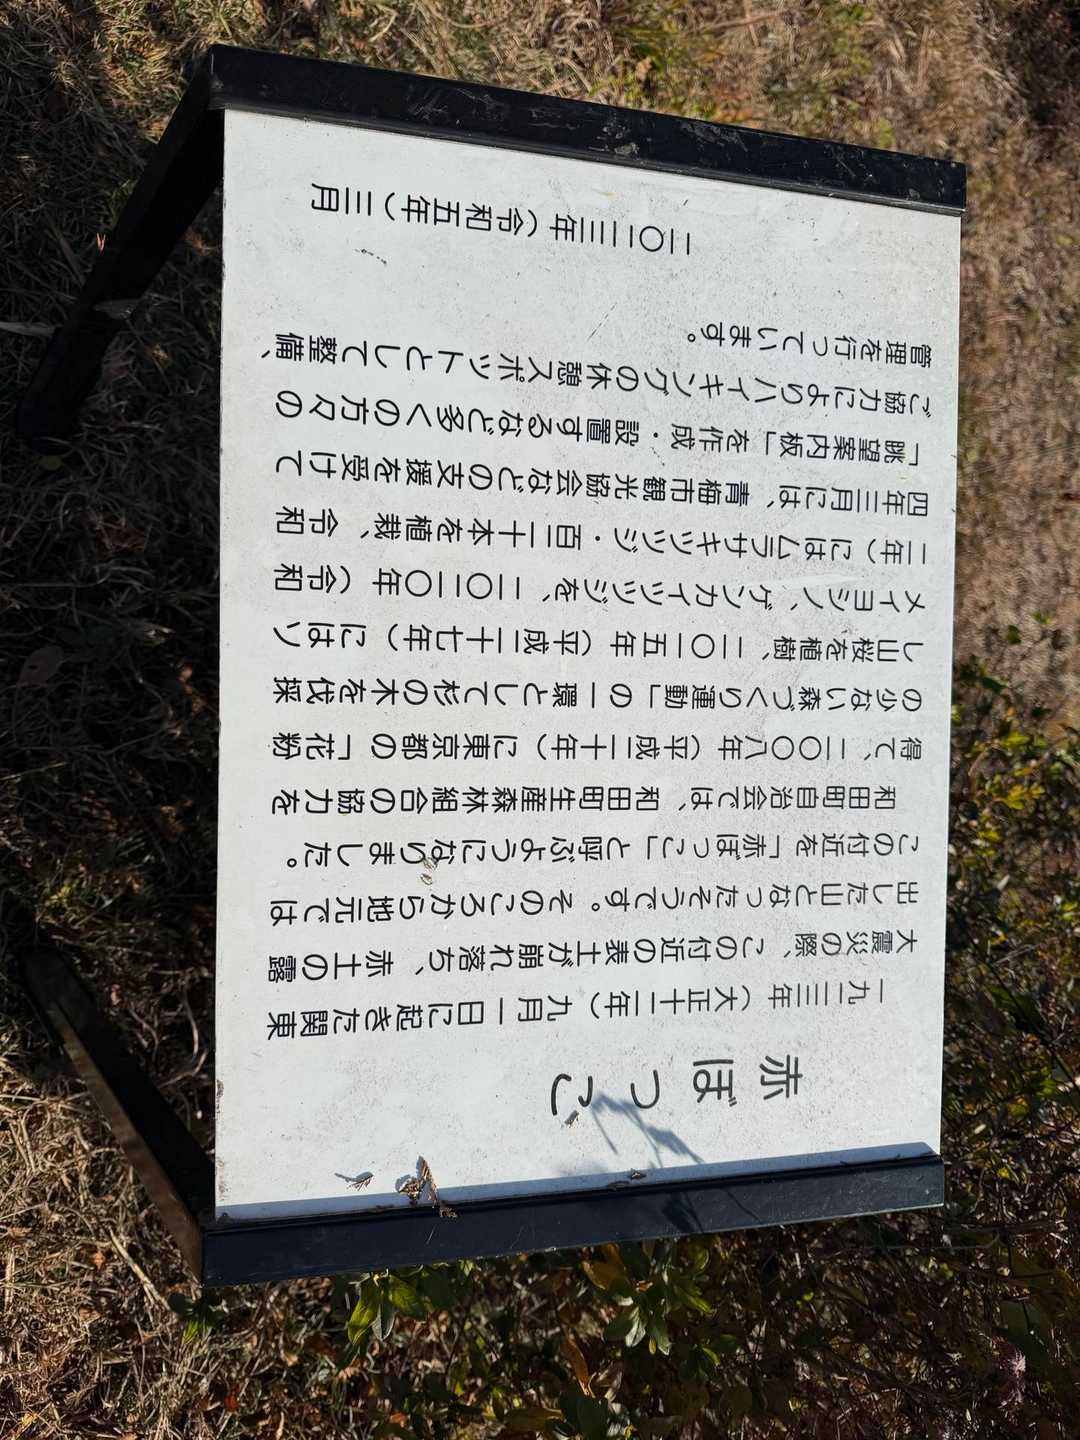 赤ぼっこ
一九二三年（大正十二年）九月一日に起きた関東
大震災の際、この付近の表土が崩れ落ち、赤土の露
出した山となったそうです。そのころから地元では
この付近を「赤ぼっこ」と呼ぶようになりました。
和田町自治会では、和田町生産森林組合の協力を
得て、二〇〇八年（平成二十年）に東京都の「花粉
の少ない森づくり運動」の一環として杉の木を伐採
し山桜を植樹、二〇一五年（平成二十七年）にはソ
メイヨシノ、ゲンカイツツジを、二〇二〇年（令和
二年）にはムラサキツツジ・百二十本を植栽、令和
四年三月には、青梅市観光協会などの支援を受けて
「眺望案内板」を作成・設置するなど多くの方々の
ご協力によりハイキングの休憩スポットとして整備、
管理を行っています。
二〇二三年（令和五年）三月